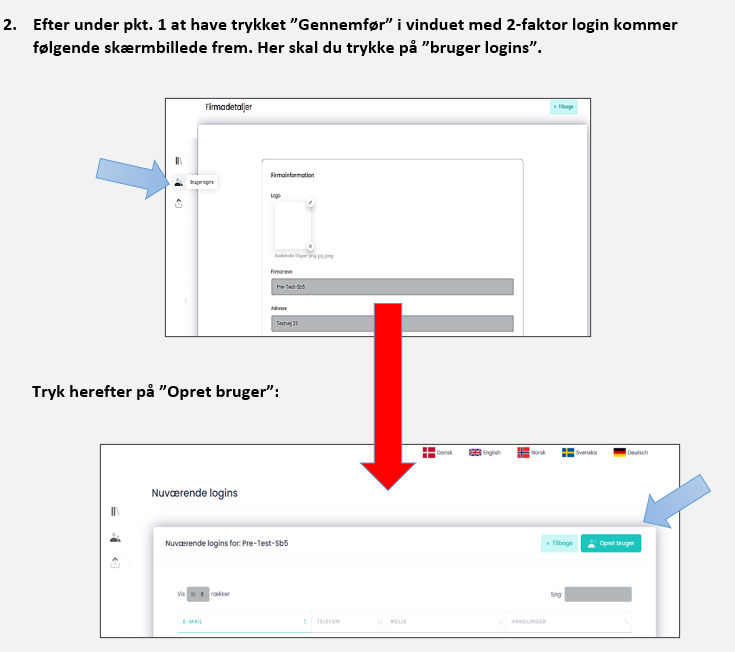 2. Efter under pkt. 1 at have trykket ”Gennemfør” i vinduet med 2-faktor login kommer
følgende skærmbillede frem. Her skal du trykke på ”bruger logins”.
Firmadetaljer
+ Tilbage
Bruger logins
Firmainformation
Logo
Godkendte filtyper: png, jpg, jpeg
Firmanavn
Pre-Test-Sb5
Adresse
Testvej 23
Tryk herefter på ”Opret bruger”:
Dansk English Norsk Svenska Deutsch
Nuværende logins
Nuværende logins for: Pre-Test-Sb5
+ Tilbage
Opret bruger
Vis 10 rækker
Søg:
E-MAIL TELEFON ROLLE HANDLINGER